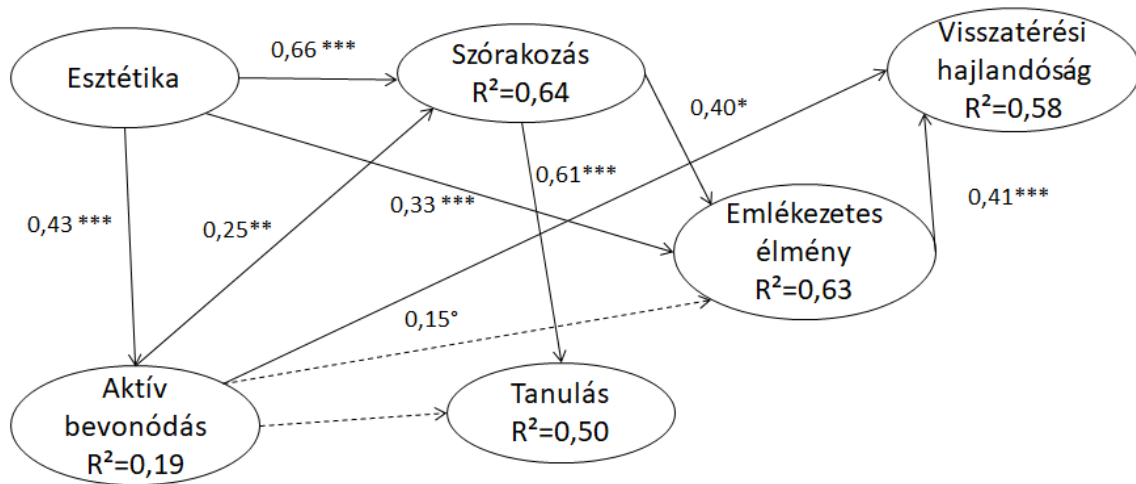 Esztétika
0,66 ***
Szórakozás
R²=0,64
Visszatérési
hajlandóság
R²=0,58
0,40*
0,61***
0,43 ***
0,25**
0,33 ***
Emlékezetes
élmény
R²=0,63
0,41***
0,15°
Aktív
bevonódás
R²=0,19
Tanulás
R²=0,50